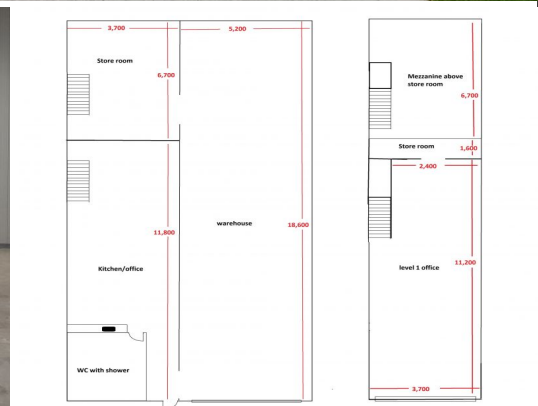 3,700
5,200
Store room
6,700
11,800
warehouse
18,600
Kitchen/office
WC with shower
Mezzanine above
store room
6,700
Store room
1,600
2,400
11,200
level 1 office
3,700